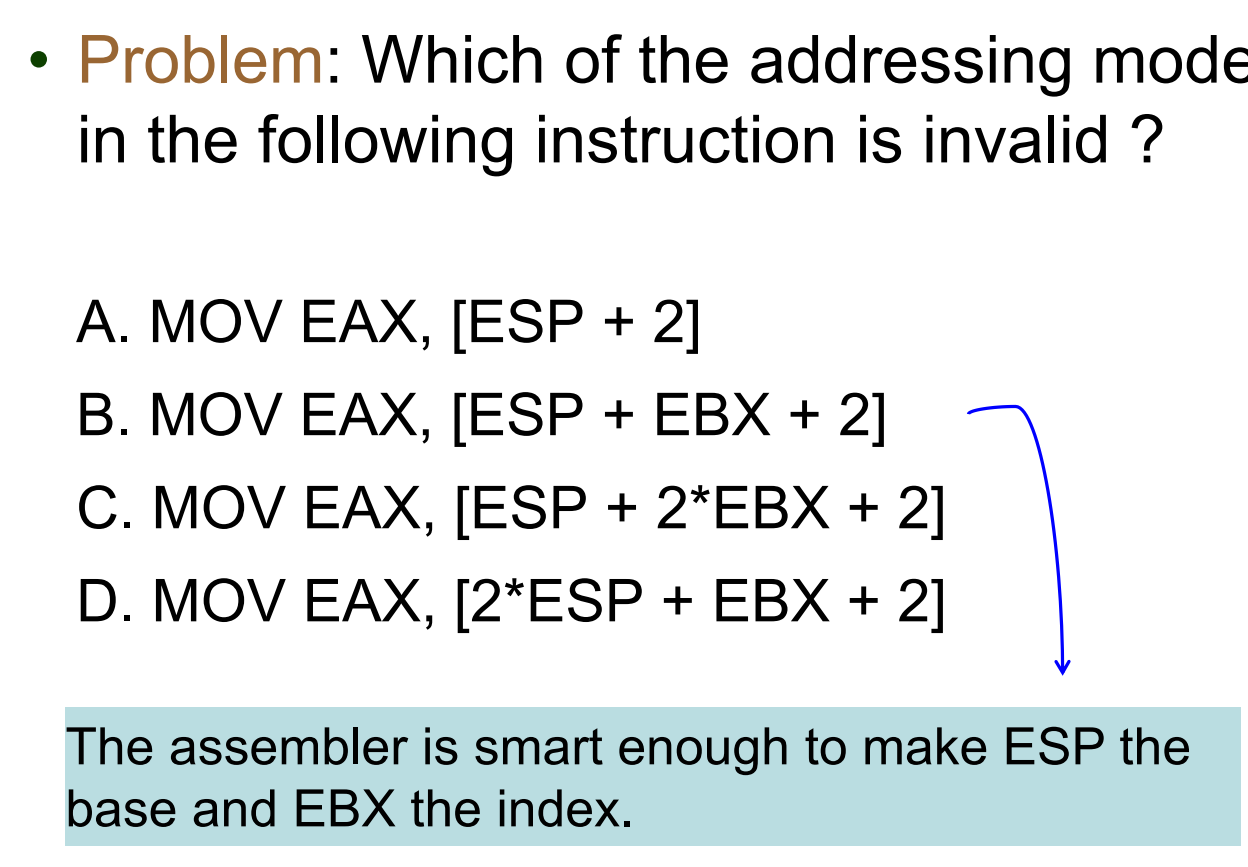 • Problem: Which of the addressing mode
in the following instruction is invalid ?
A. MOV EAX, [ESP + 2]
B. MOV EAX, [ESP + EBX + 2]
C. MOV EAX, [ESP + 2*EBX + 2]
D. MOV EAX, [2*ESP + EBX + 2]
The assembler is smart enough to make ESP the
base and EBX the index.